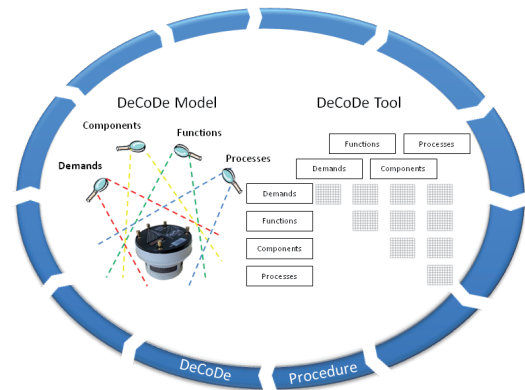 DeCoDe Model
DeCoDe Tool
Components
Functions
Demands
Processes
Functions
Processes
Demands
Components
Demands
Functions
Components
Processes
DeCoDe
Procedure